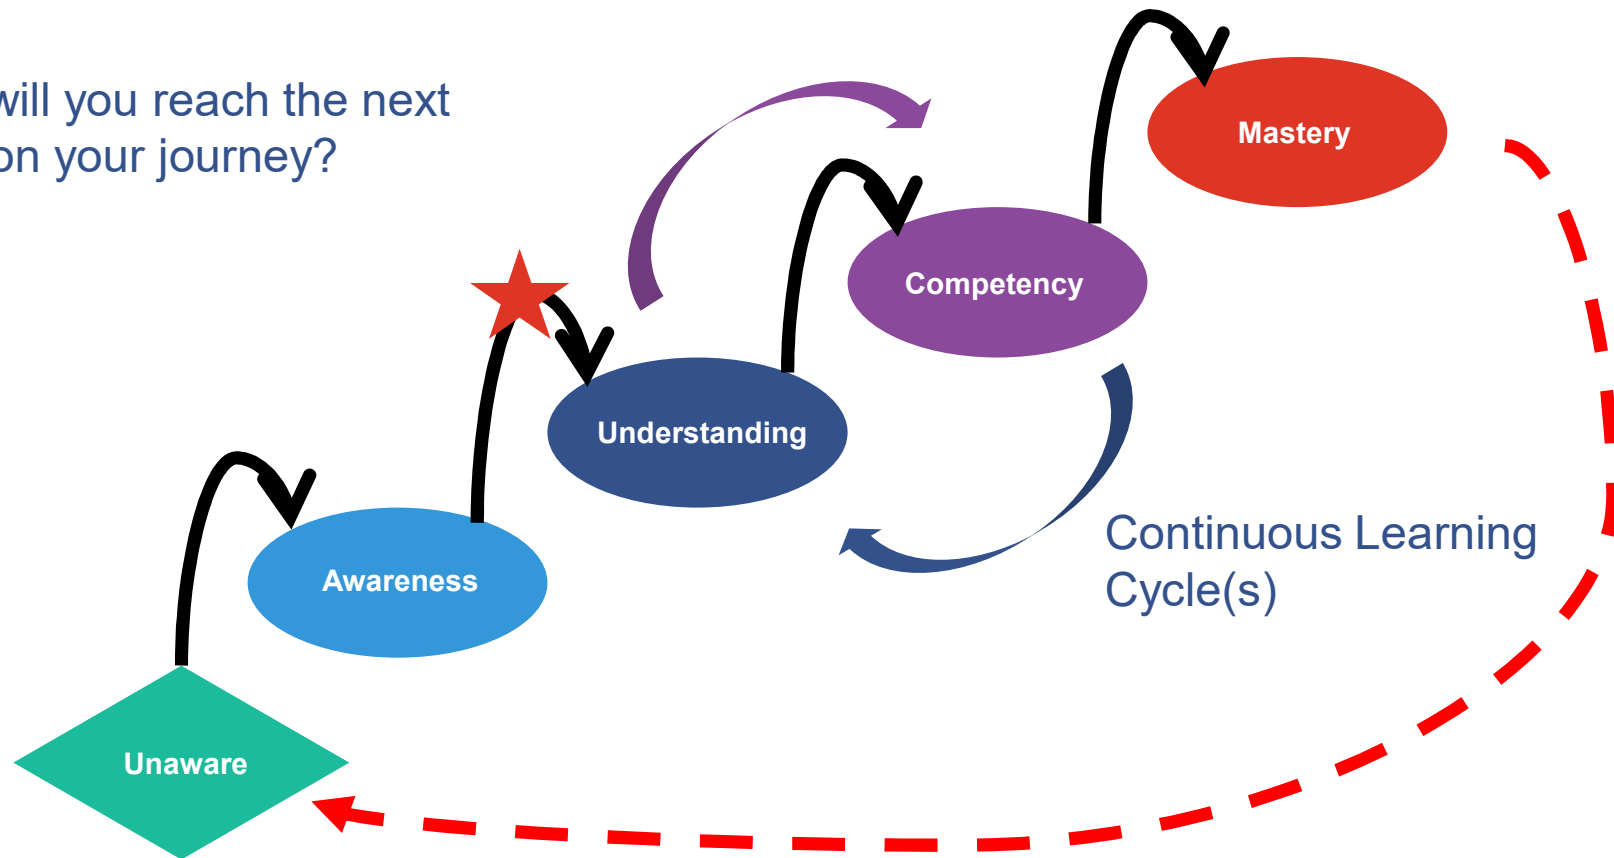 will you reach the next
on your journey?
Mastery
Competency
Understanding
Continuous Learning
Cycle(s)
Awareness
Unaware